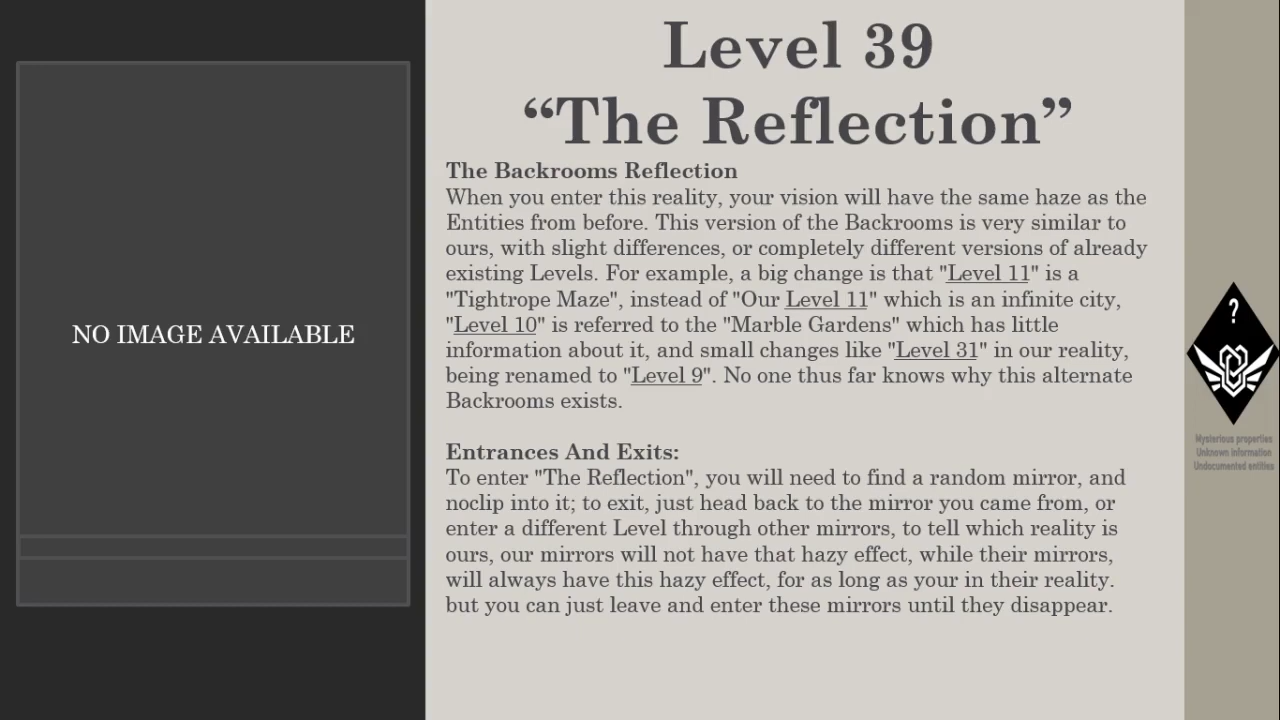 Level 39
“The Reflection”
The Backrooms Reflection
When you enter this reality, your vision will have the same haze as the
Entities from before. This version of the Backrooms is very similar to
ours, with slight differences, or completely different versions of already
existing Levels. For example, a big change is that "Level 11" is a
"Tightrope Maze", instead of "Our Level 11" which is an infinite city,
"Level 10" is referred to the "Marble Gardens" which has little
information about it, and small changes like "Level 31" in our reality,
being renamed to "Level 9". No one thus far knows why this alternate
Backrooms exists.
Entrances And Exits:
To enter "The Reflection", you will need to find a random mirror, and
noclip into it; to exit, just head back to the mirror you came from, or
enter a different Level through other mirrors, to tell which reality is
ours, our mirrors will not have that hazy effect, while their mirrors,
will always have this hazy effect, for as long as your in their reality.
but you can just leave and enter these mirrors until they disappear.
NO IMAGE AVAILABLE
?
Mysterious properties
Unknown information
Undocumented entities